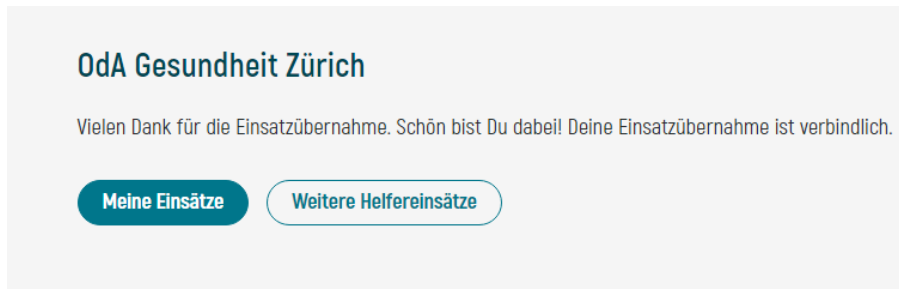 OdA Gesundheit Zürich
Vielen Dank für die Einsatzübernahme. Schön bist Du dabei! Deine Einsatzübernahme ist verbindlich.
Meine Einsätze
Weitere Helfereinsätze